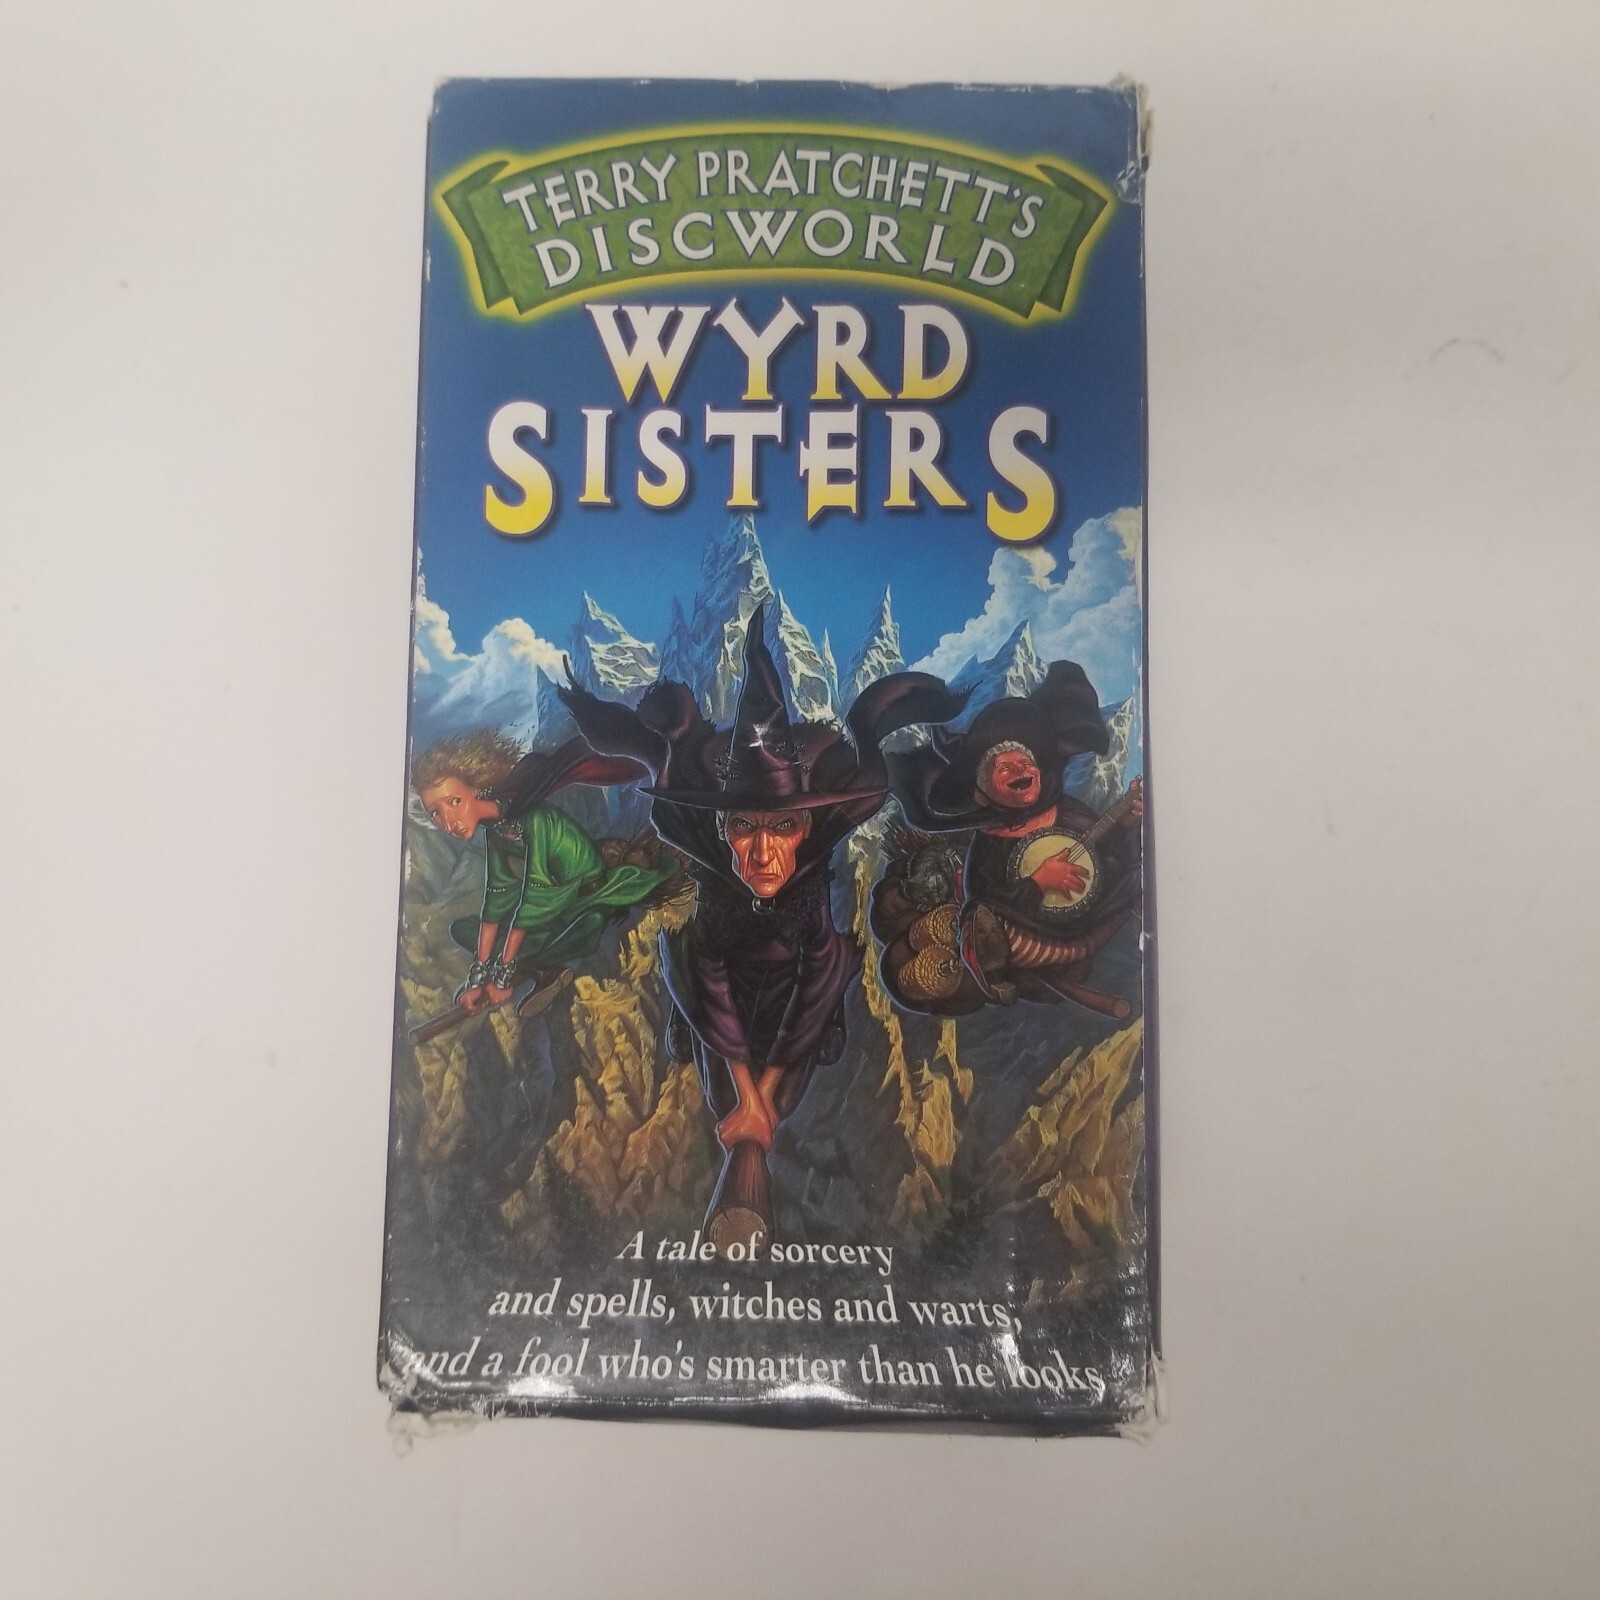 TERRY PRATCHETT'S
DISCWORLD
WYRD
SISTERS
A tale of sorcery
and spells, witches and warts,
and a fool who's smarter than he looks